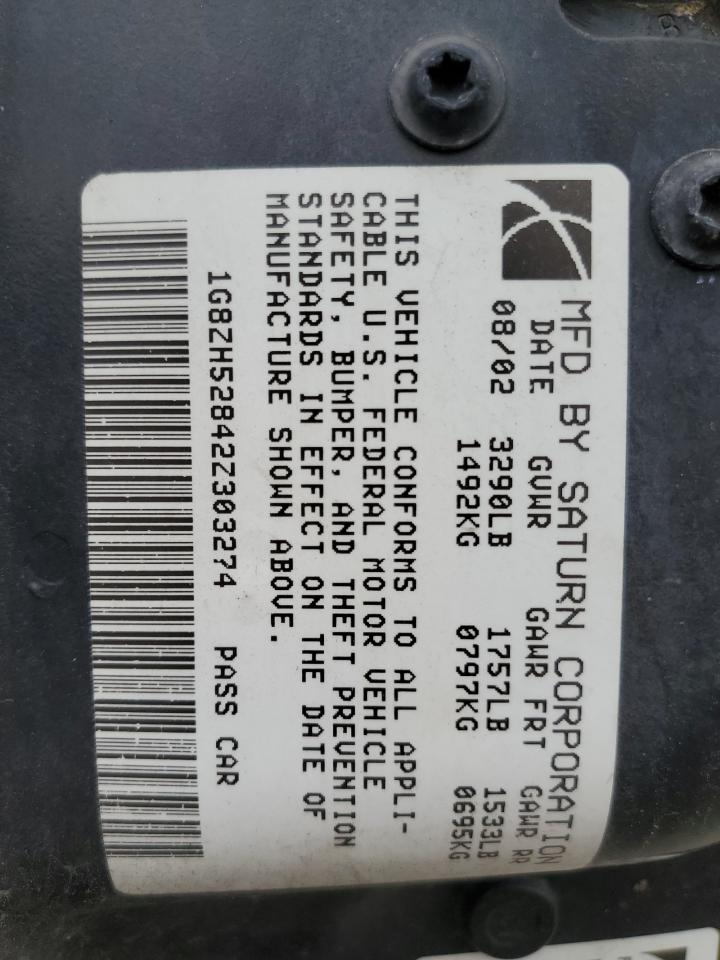 MFD BY SATURN CORPORATION
DATE GVWR GAWR FRT GAWR RR
08/02 3290LB 1757LB 1533LB
1492KG 0797KG 0695KG
THIS VEHICLE CONFORMS TO ALL APPLI-
CABLE U.S. FEDERAL MOTOR VEHICLE
SAFETY, BUMPER, AND THEFT PREVENTION
STANDARDS IN EFFECT ON THE DATE OF
MANUFACTURE SHOWN ABOVE.
1G8ZH52842Z303274 PASS CAR